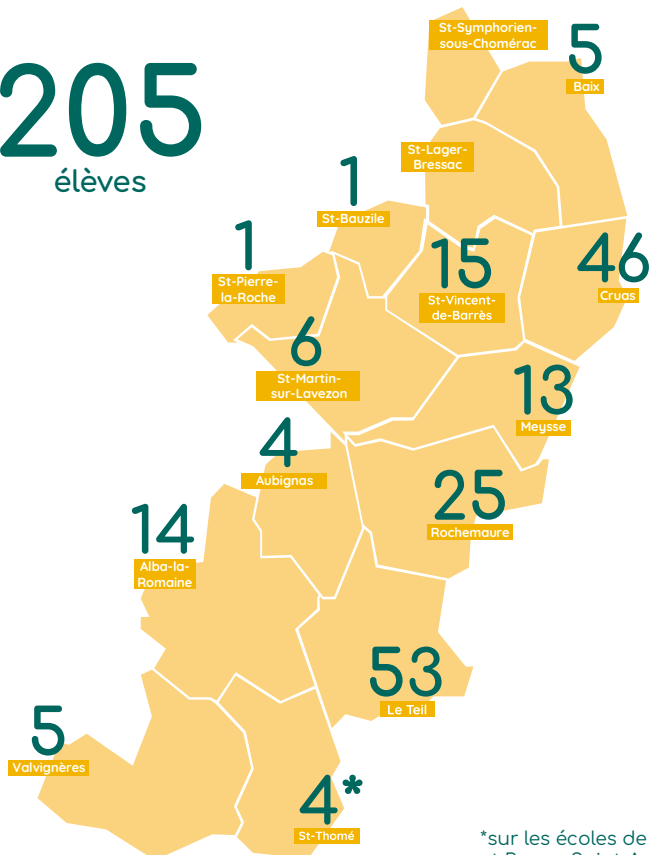 St-Symphorien-
sous-Chomérac
5
Baix
205
élèves
St-Lager-
Bressac
1
St-Bauzile
1
St-Pierre-
la-Roche
15
St-Vincent-
de-Barrès
46
Cruas
6
St-Martin-
sur-Lavezon
13
Meysse
4
Aubignas
25
Rochemaure
14
Alba-la-
Romaine
53
Le Teil
5
Valvignères
4*
St-Thomé
*sur les écoles de